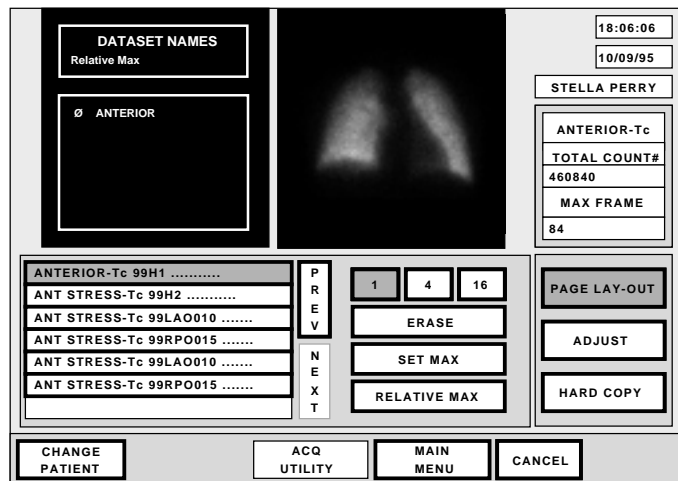 DATASET NAMES
Relative Max
Ø ANTERIOR
18:06:06
10/09/95
STELLA PERRY
ANTERIOR-Tc
TOTAL COUNT#
460840
MAX FRAME
84
ANTERIOR-Tc 99H1 ...........
ANT STRESS-Tc 99H2 ...........
ANT STRESS-Tc 99LAO010 .......
ANT STRESS-Tc 99RPO015 .......
ANT STRESS-Tc 99LAO010 .......
ANT STRESS-Tc 99RPO015 .......
PREV
NEXT
1 4 16
ERASE
SET MAX
RELATIVE MAX
PAGE LAY-OUT
ADJUST
HARD COPY
CHANGE
PATIENT
ACQ
UTILITY
MAIN
MENU
CANCEL